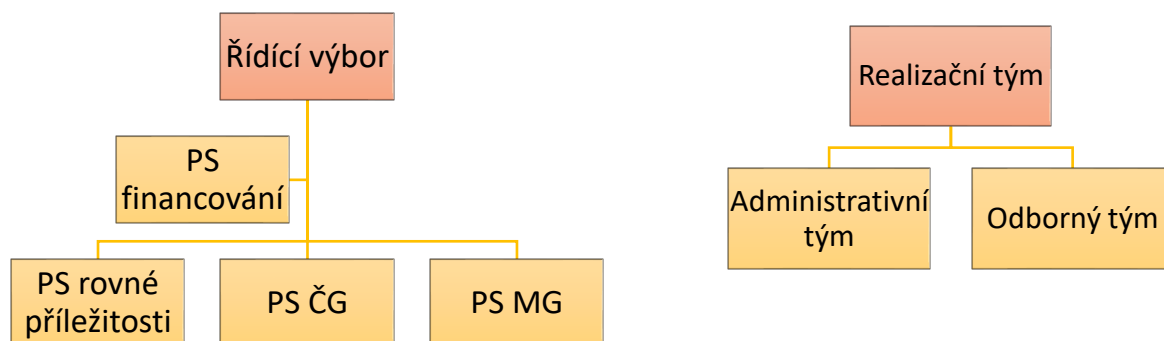 Řídící výbor
PS
financování
PS rovné
příležitosti
PS ČG
PS MG
Realizační tým
Administrativní
tým
Odborný tým